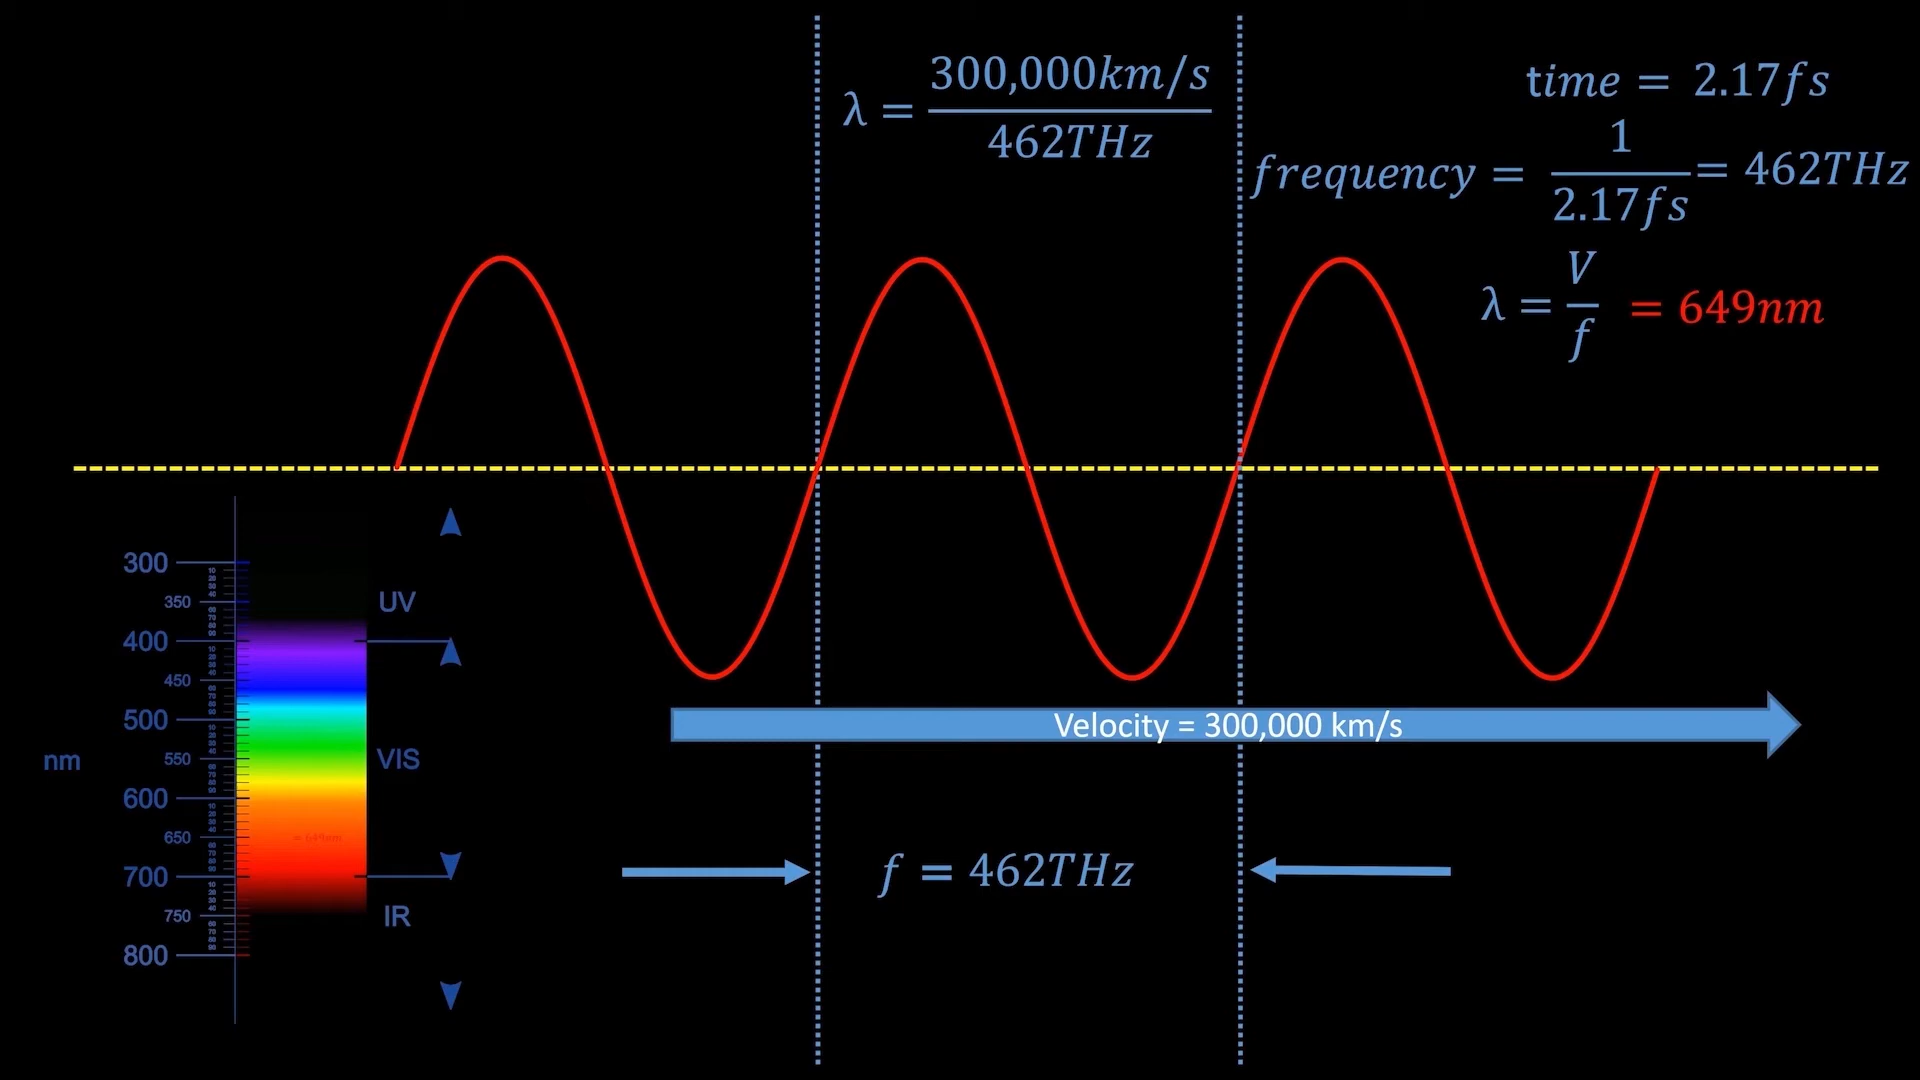 λ = 300,000km/s / 462THz
time = 2.17fs
frequency = 1 / 2.17fs = 462THz
λ = V / f = 649nm
300
350
UV
400
450
500
nm
550
VIS
600
650
= 649nm
700
750
IR
800
Velocity = 300,000 km/s
f = 462THz